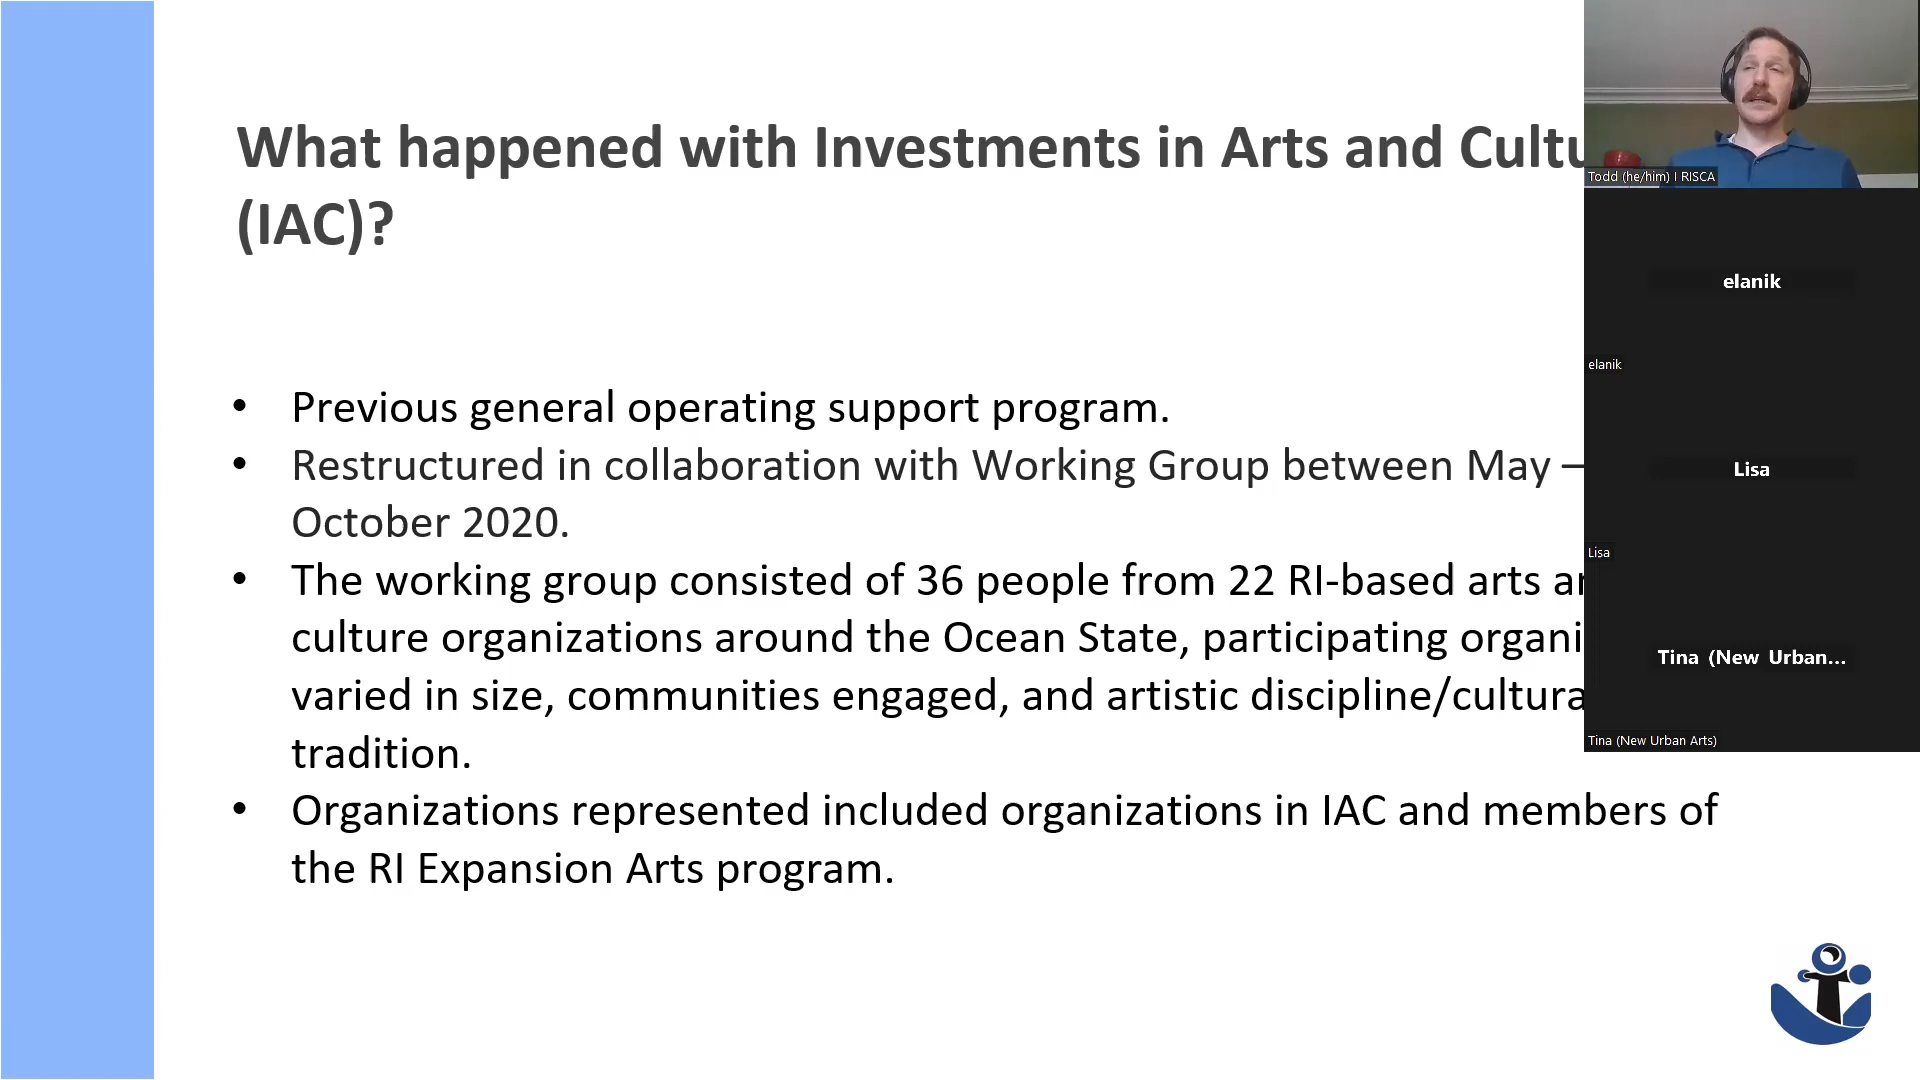 What happened with Investments in Arts and Cultu
(IAC)?
• Previous general operating support program.
• Restructured in collaboration with Working Group between May –
October 2020.
• The working group consisted of 36 people from 22 RI-based arts ar
culture organizations around the Ocean State, participating organi
varied in size, communities engaged, and artistic discipline/cultura
tradition.
• Organizations represented included organizations in IAC and members of
the RI Expansion Arts program.
Todd (he/him) | RISCA
elanik
elanik
Lisa
Lisa
Tina (New Urban...
Tina (New Urban Arts)